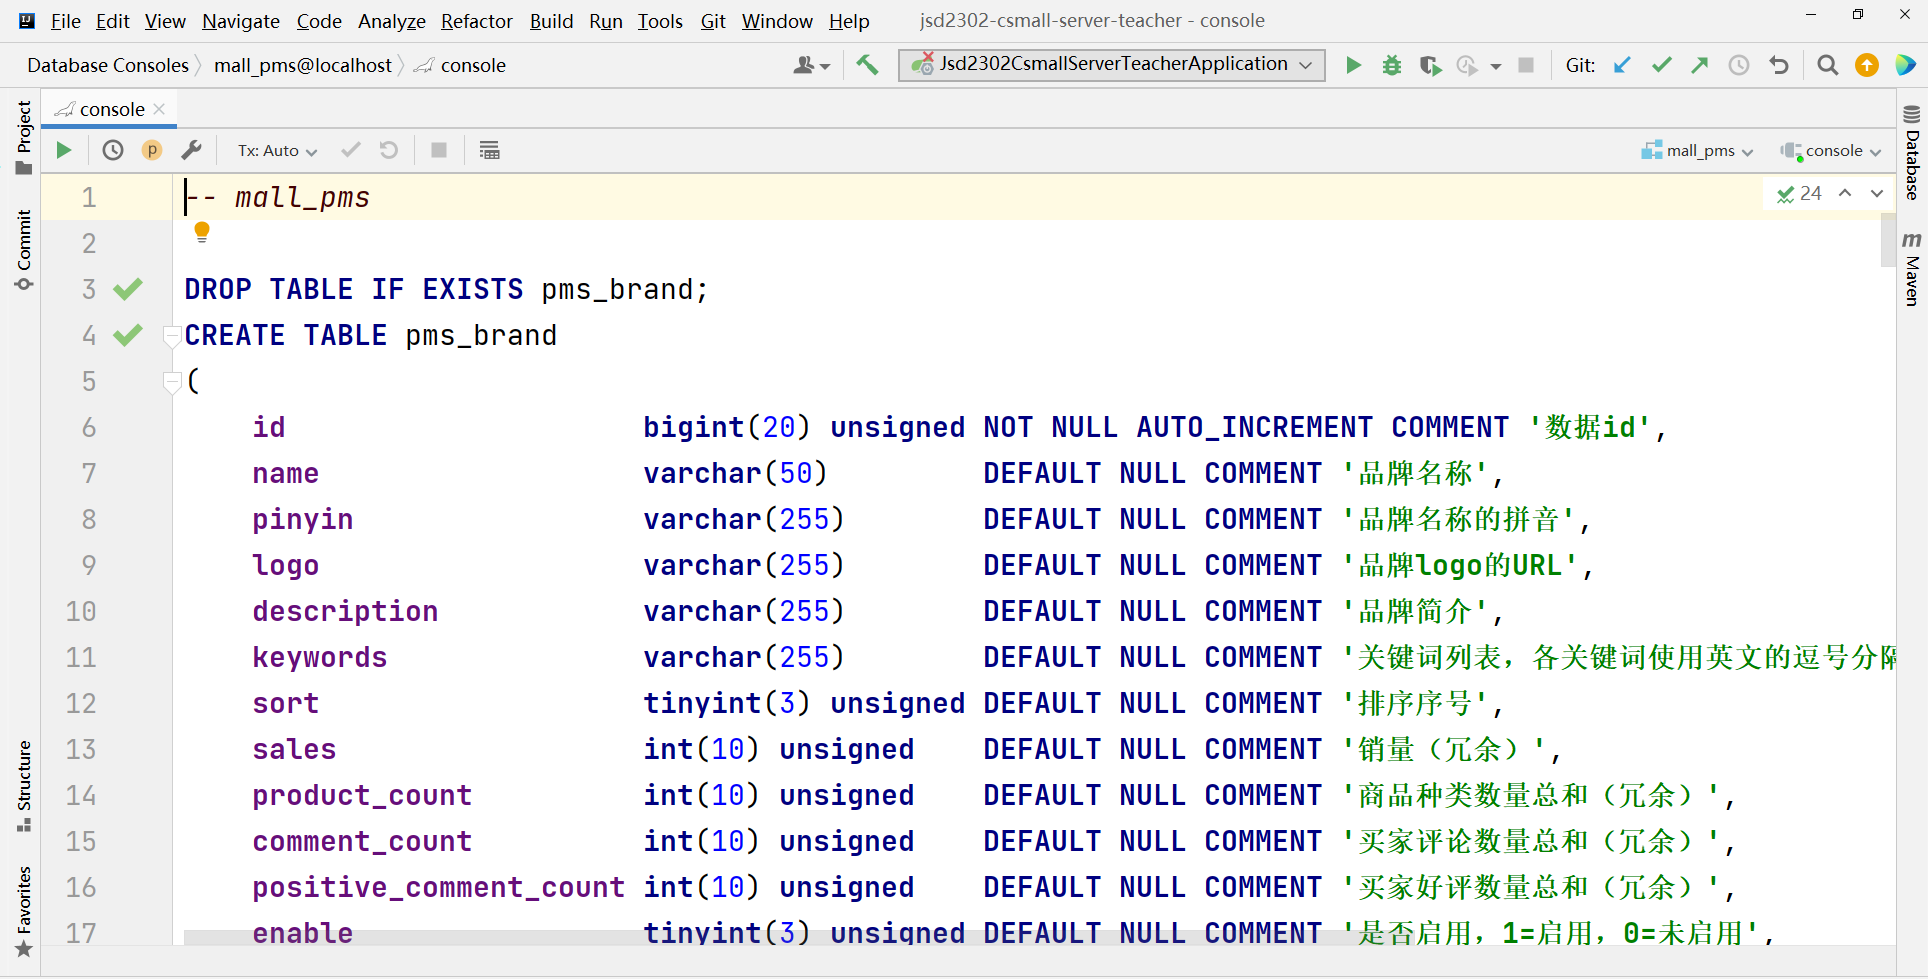 File Edit View Navigate Code Analyze Refactor Build Run Tools Git Window Help jsd2302-csmall-server-teacher - console
Database Consoles mall_pms@localhost console Jsd2302CsmallServerTeacherApplication Git:
console
Tx: Auto mall_pms console
Project
Commit
Structure
Favorites
Database
m Maven
24
1 -- mall_pms
2
3 DROP TABLE IF EXISTS pms_brand;
4 CREATE TABLE pms_brand
5 (
6 id bigint(20) unsigned NOT NULL AUTO_INCREMENT COMMENT '数据id',
7 name varchar(50) DEFAULT NULL COMMENT '品牌名称',
8 pinyin varchar(255) DEFAULT NULL COMMENT '品牌名称的拼音',
9 logo varchar(255) DEFAULT NULL COMMENT '品牌logo的URL',
10 description varchar(255) DEFAULT NULL COMMENT '品牌简介',
11 keywords varchar(255) DEFAULT NULL COMMENT '关键词列表，各关键词使用英文的逗号分隔
12 sort tinyint(3) unsigned DEFAULT NULL COMMENT '排序序号',
13 sales int(10) unsigned DEFAULT NULL COMMENT '销量（冗余）',
14 product_count int(10) unsigned DEFAULT NULL COMMENT '商品种类数量总和（冗余）',
15 comment_count int(10) unsigned DEFAULT NULL COMMENT '买家评论数量总和（冗余）',
16 positive_comment_count int(10) unsigned DEFAULT NULL COMMENT '买家好评数量总和（冗余）',
17 enable tinyint(3) unsigned DEFAULT NULL COMMENT '是否启用，1=启用，0=未启用',